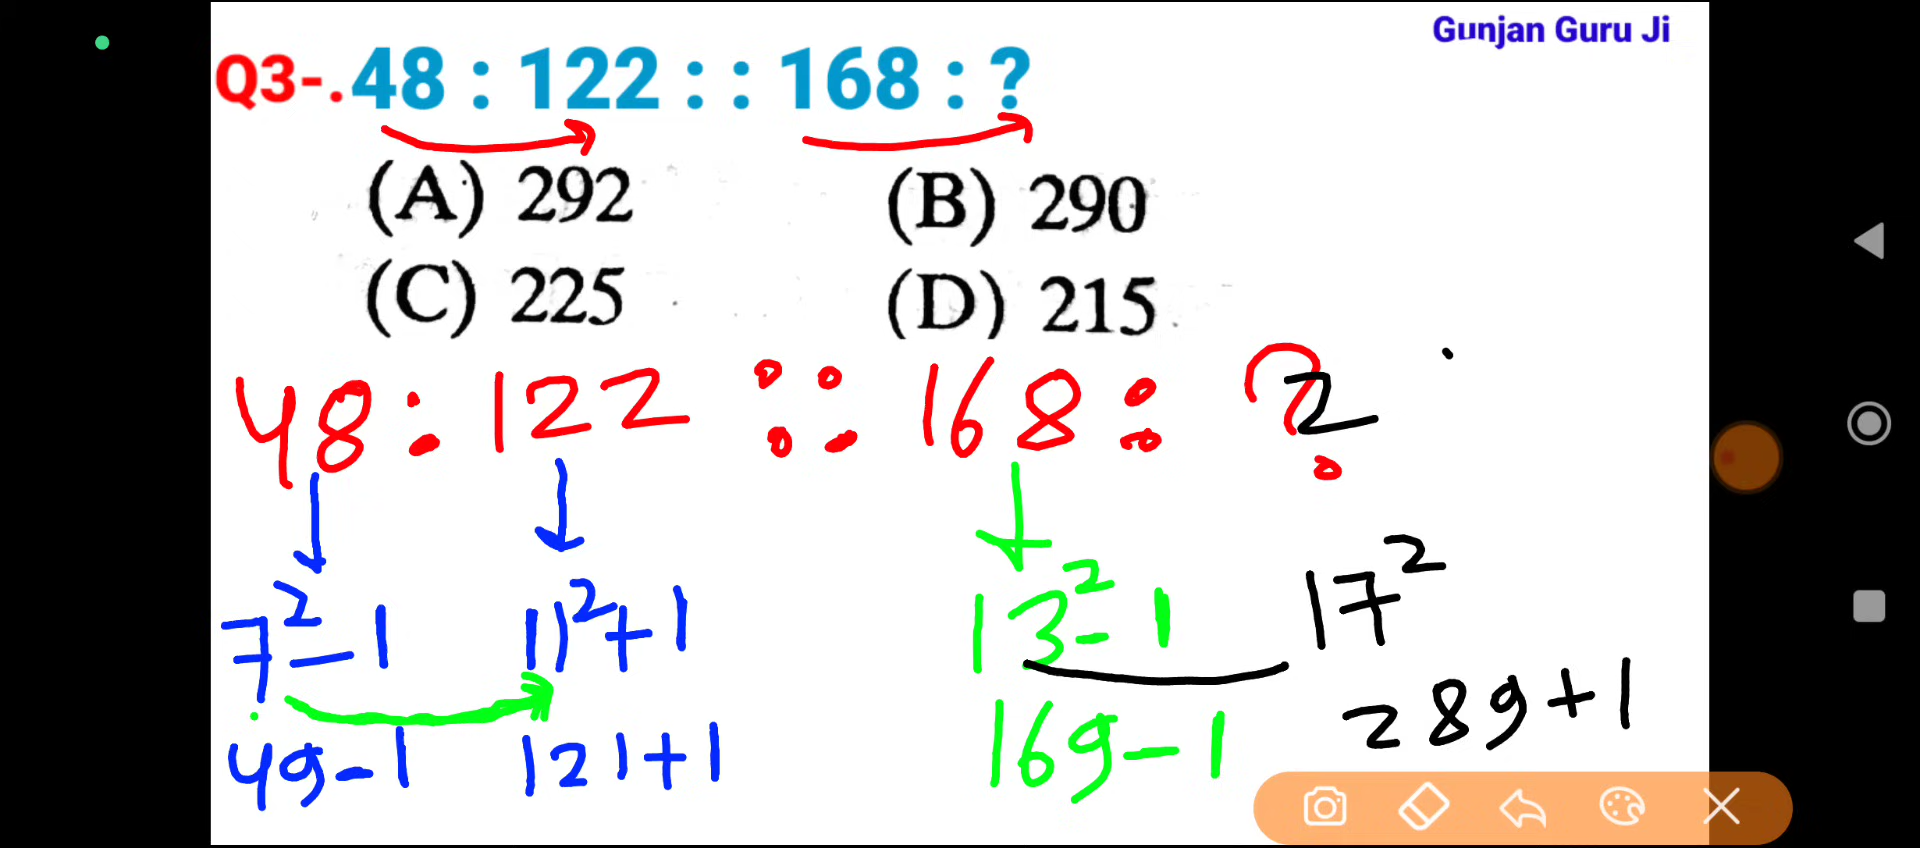 Gunjan Guru Ji
Q3-.48 : 122 : : 168 : ?
(A) 292 (B) 290
(C) 225 (D) 215
48 : 122 :: 168 : ?
2
7²-1 11²+1 13²-1 17²
49-1 121+1 169-1 289+1